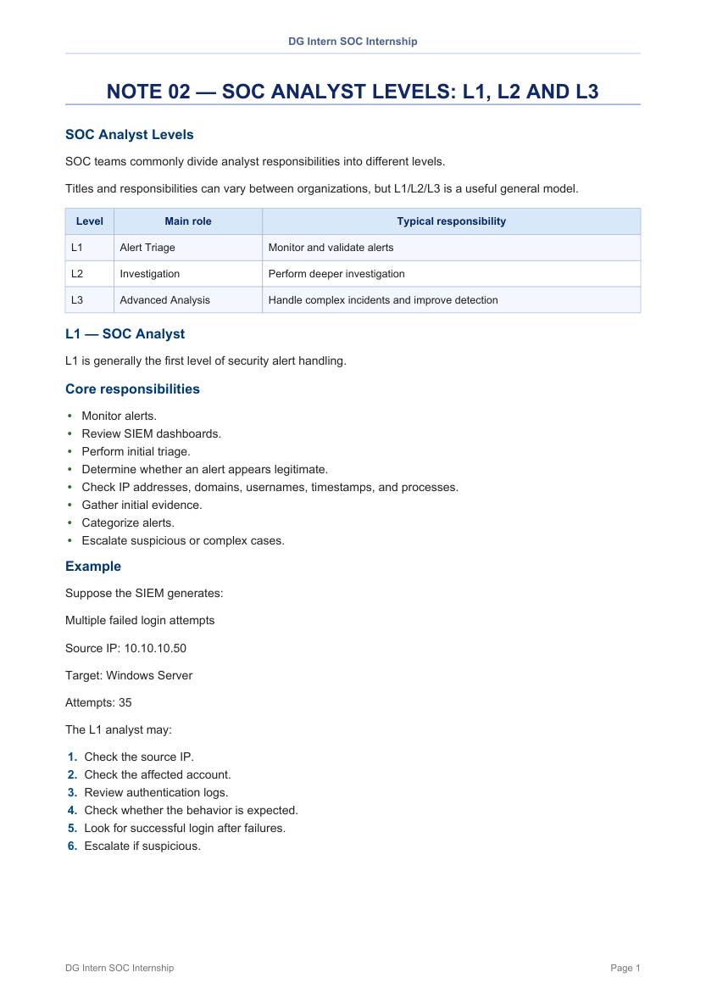 DG Intern SOC Internship
NOTE 02 — SOC ANALYST LEVELS: L1, L2 AND L3
SOC Analyst Levels
SOC teams commonly divide analyst responsibilities into different levels.
Titles and responsibilities can vary between organizations, but L1/L2/L3 is a useful general model.
Level Main role Typical responsibility
L1 Alert Triage Monitor and validate alerts
L2 Investigation Perform deeper investigation
L3 Advanced Analysis Handle complex incidents and improve detection
L1 — SOC Analyst
L1 is generally the first level of security alert handling.
Core responsibilities
• Monitor alerts.
• Review SIEM dashboards.
• Perform initial triage.
• Determine whether an alert appears legitimate.
• Check IP addresses, domains, usernames, timestamps, and processes.
• Gather initial evidence.
• Categorize alerts.
• Escalate suspicious or complex cases.
Example
Suppose the SIEM generates:
Multiple failed login attempts
Source IP: 10.10.10.50
Target: Windows Server
Attempts: 35
The L1 analyst may:
1. Check the source IP.
2. Check the affected account.
3. Review authentication logs.
4. Check whether the behavior is expected.
5. Look for successful login after failures.
6. Escalate if suspicious.
DG Intern SOC Internship Page 1